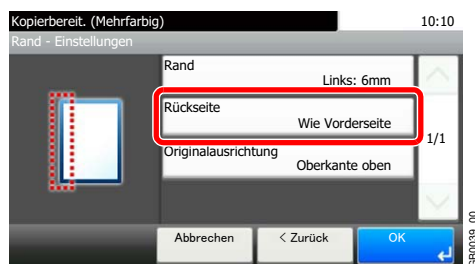 Kopierbereit. (Mehrfarbig) 10:10
Rand - Einstellungen
Rand
Links: 6mm
Rückseite
Wie Vorderseite
1/1
Originalausrichtung
Oberkante oben
Abbrechen < Zurück OK
GB0039_00